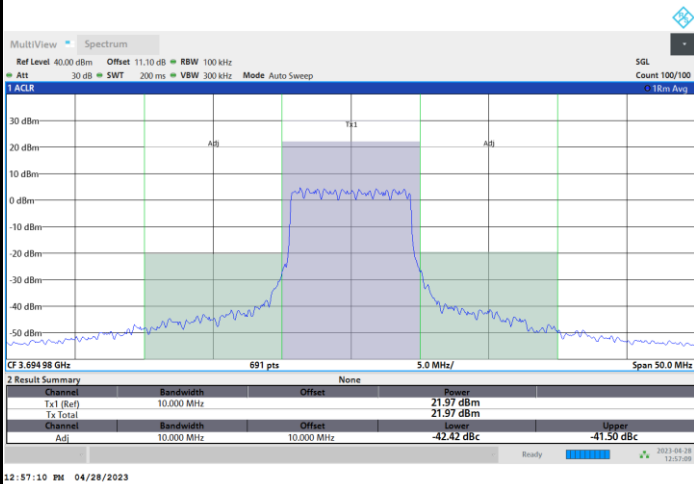 MultiView Spectrum
Ref Level 40.00 dBm Offset 11.10 dB RBW 100 kHz SGL
Att 30 dB SWT 200 ms VBW 300 kHz Mode Auto Sweep Count 100/100
1 ACLR 1Rm Avg
30 dBm
Tx1
20 dBm
Adj Adj
10 dBm
0 dBm
-10 dBm
-20 dBm
-30 dBm
-40 dBm
-50 dBm
CF 3.694 98 GHz 691 pts 5.0 MHz/ Span 50.0 MHz
2 Result Summary None
Channel Bandwidth Offset Power
Tx1 (Ref) 10.000 MHz 21.97 dBm
Tx Total 21.97 dBm
Channel Bandwidth Offset Lower Upper
Adj 10.000 MHz 10.000 MHz -42.42 dBc -41.50 dBc
Ready 2023-04-28
12:57:09
12:57:10 PM 04/28/2023